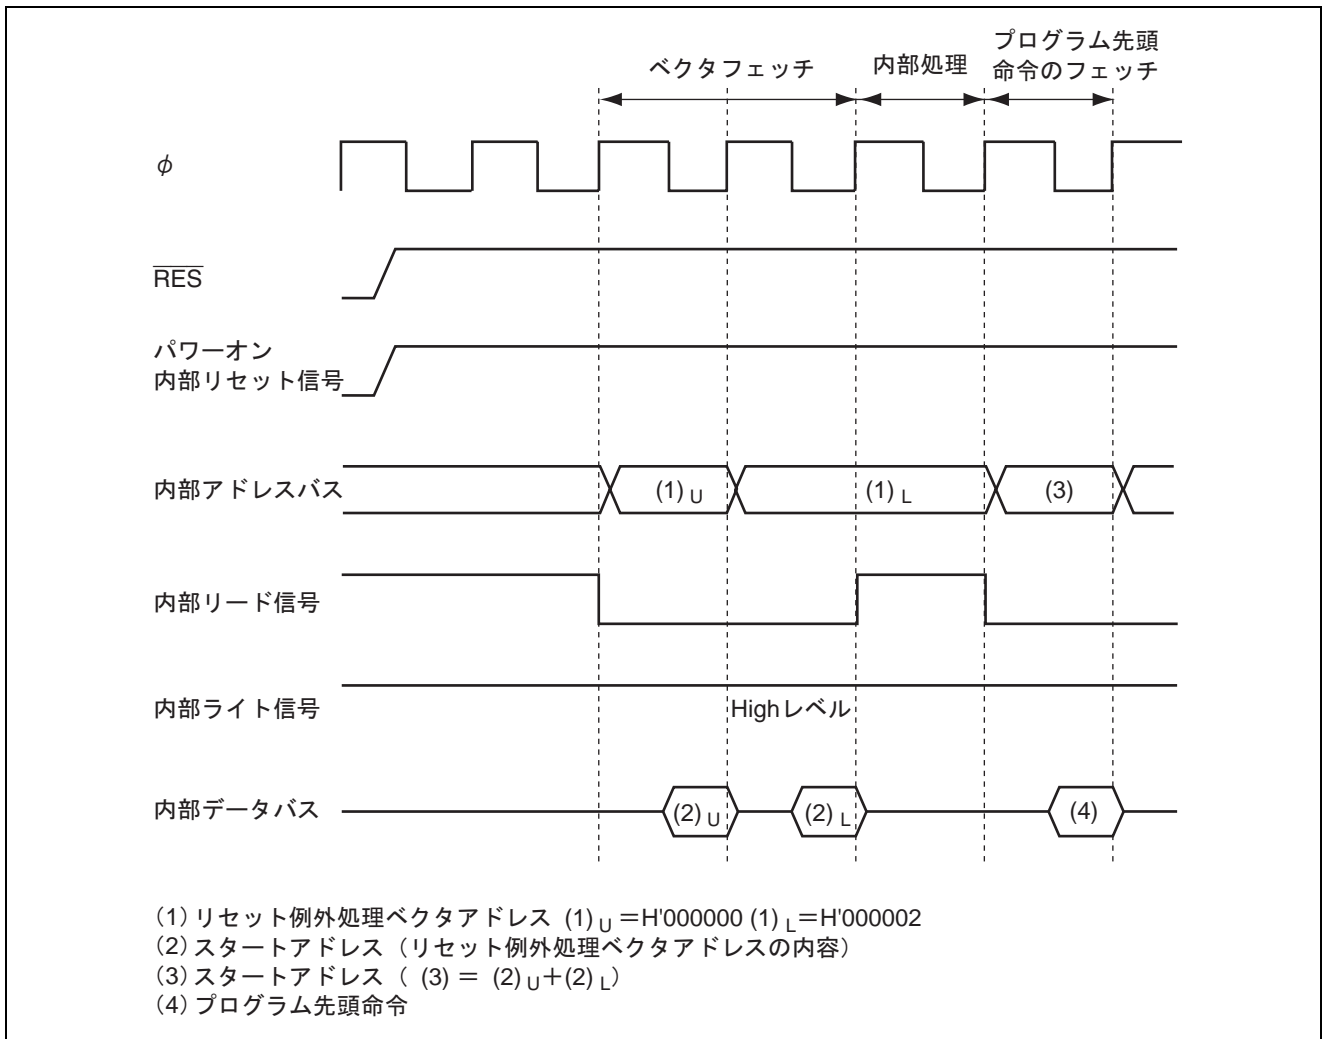 プログラム先頭
ベクタフェッチ 内部処理 命令のフェッチ
φ
RES
パワーオン
内部リセット信号
内部アドレスバス (1) U (1) L (3)
内部リード信号
内部ライト信号 Highレベル
内部データバス (2) U (2) L (4)
(1) リセット例外処理ベクタアドレス (1) U =H'000000 (1) L=H'000002
(2) スタートアドレス（リセット例外処理ベクタアドレスの内容）
(3) スタートアドレス（ (3) = (2) U+(2) L）
(4) プログラム先頭命令